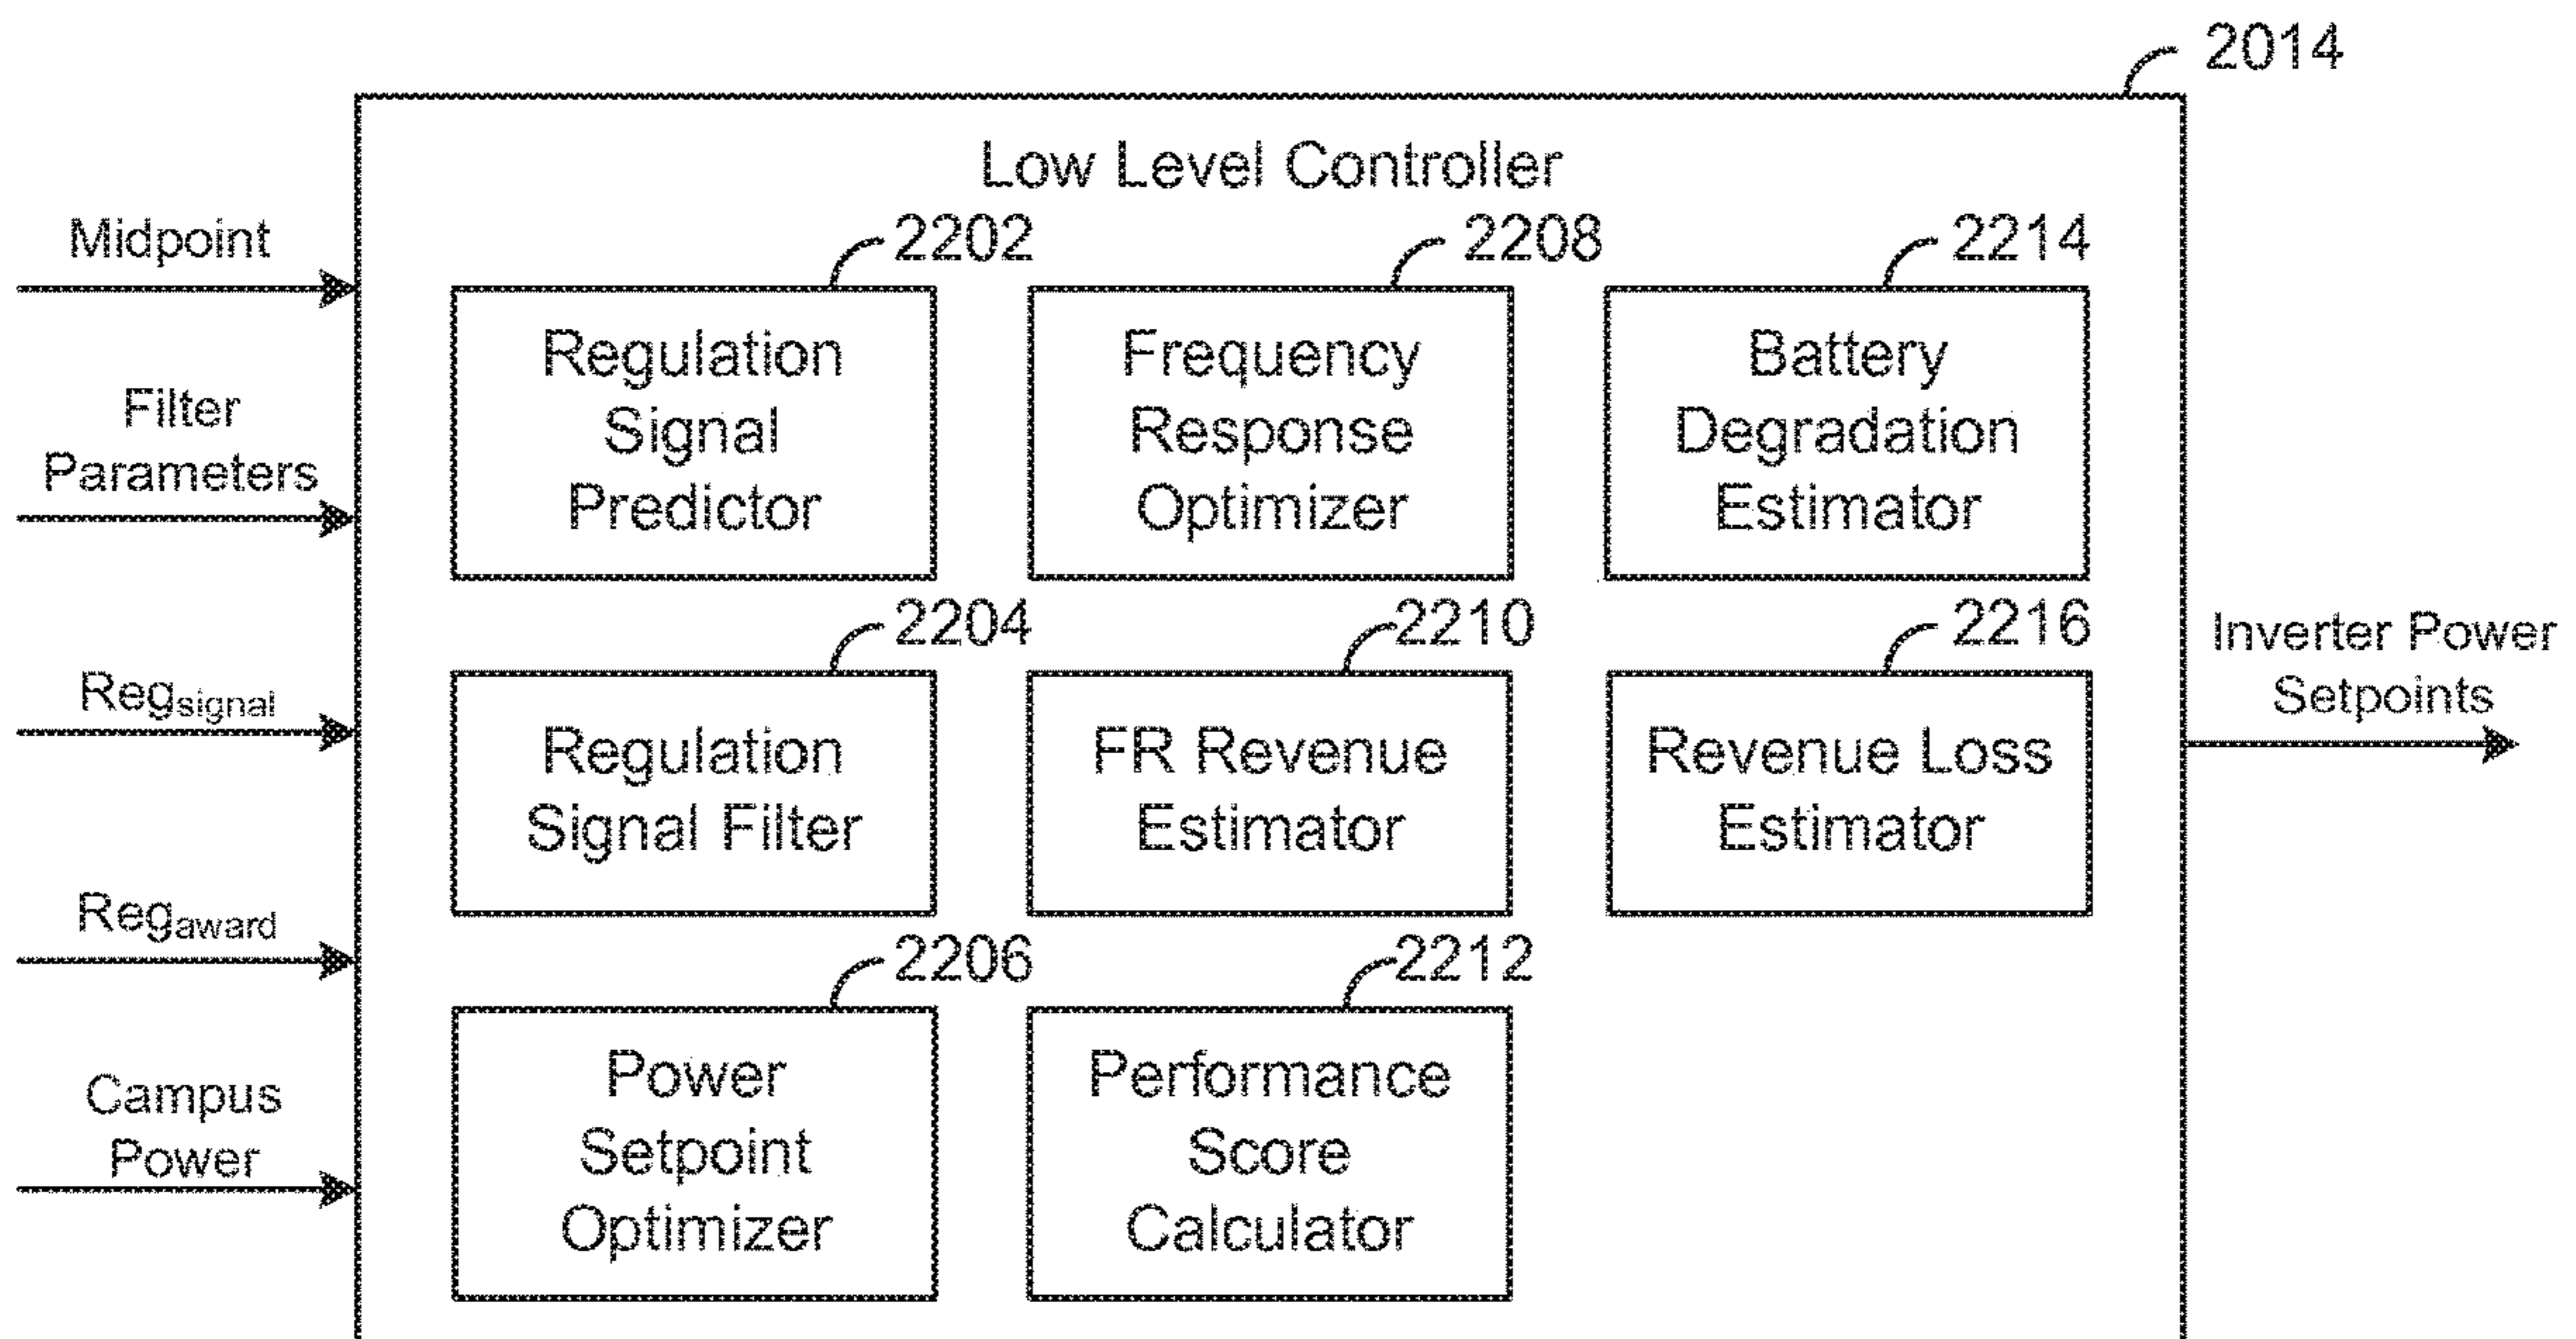 2014
Low Level Controller
Midpoint
Filter
Parameters
Regsignal
Regaward
Campus
Power
2202
Regulation
Signal
Predictor
2208
Frequency
Response
Optimizer
2214
Battery
Degradation
Estimator
2204
Regulation
Signal Filter
2210
FR Revenue
Estimator
2216
Revenue Loss
Estimator
2206
Power
Setpoint
Optimizer
2212
Performance
Score
Calculator
Inverter Power
Setpoints